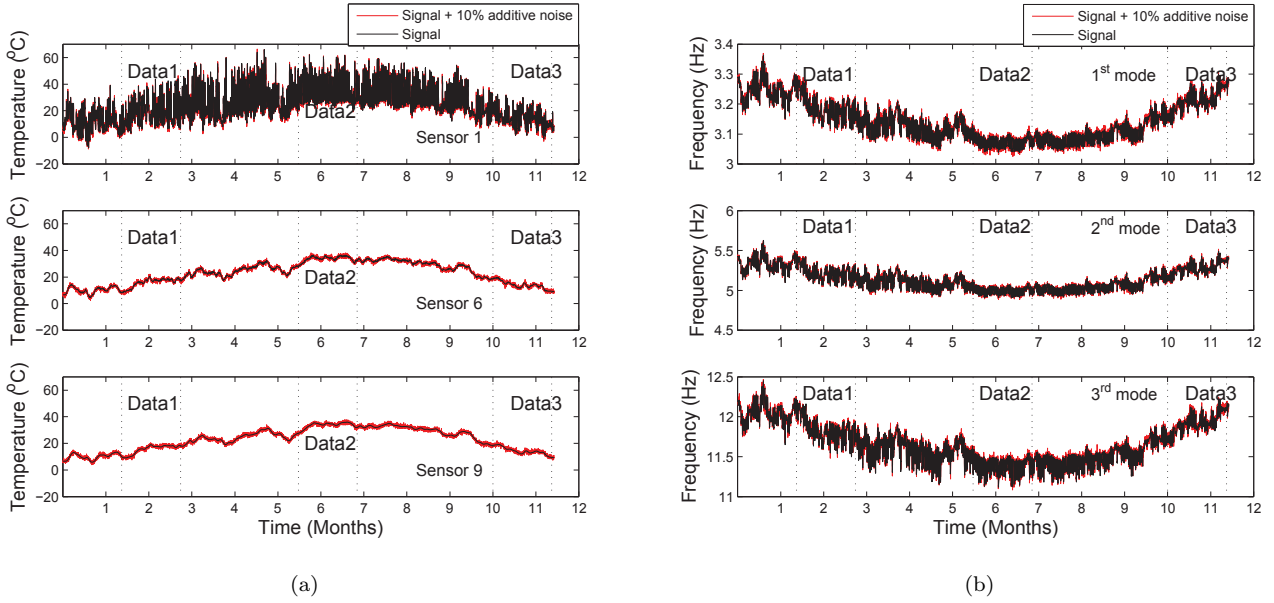 Signal + 10% additive noise
Signal
Temperature (ºC)
60
40
20
0
−20
Data1
Data2
Data3
Sensor 1
1 2 3 4 5 6 7 8 9 10 11 12
Temperature (ºC)
60
40
20
0
−20
Data1
Data2
Data3
Sensor 6
1 2 3 4 5 6 7 8 9 10 11 12
Temperature (ºC)
60
40
20
0
−20
Data1
Data2
Data3
Sensor 9
1 2 3 4 5 6 7 8 9 10 11 12
Time (Months)
(a)
Signal + 10% additive noise
Signal
Frequency (Hz)
3.4
3.3
3.2
3.1
3
Data1
Data2
1st mode
Data3
1 2 3 4 5 6 7 8 9 10 11 12
Frequency (Hz)
6
5.5
5
4.5
Data1
Data2
2nd mode
Data3
1 2 3 4 5 6 7 8 9 10 11 12
Frequency (Hz)
12.5
12
11.5
11
Data1
Data2
3rd mode
Data3
1 2 3 4 5 6 7 8 9 10 11 12
Time (Months)
(b)